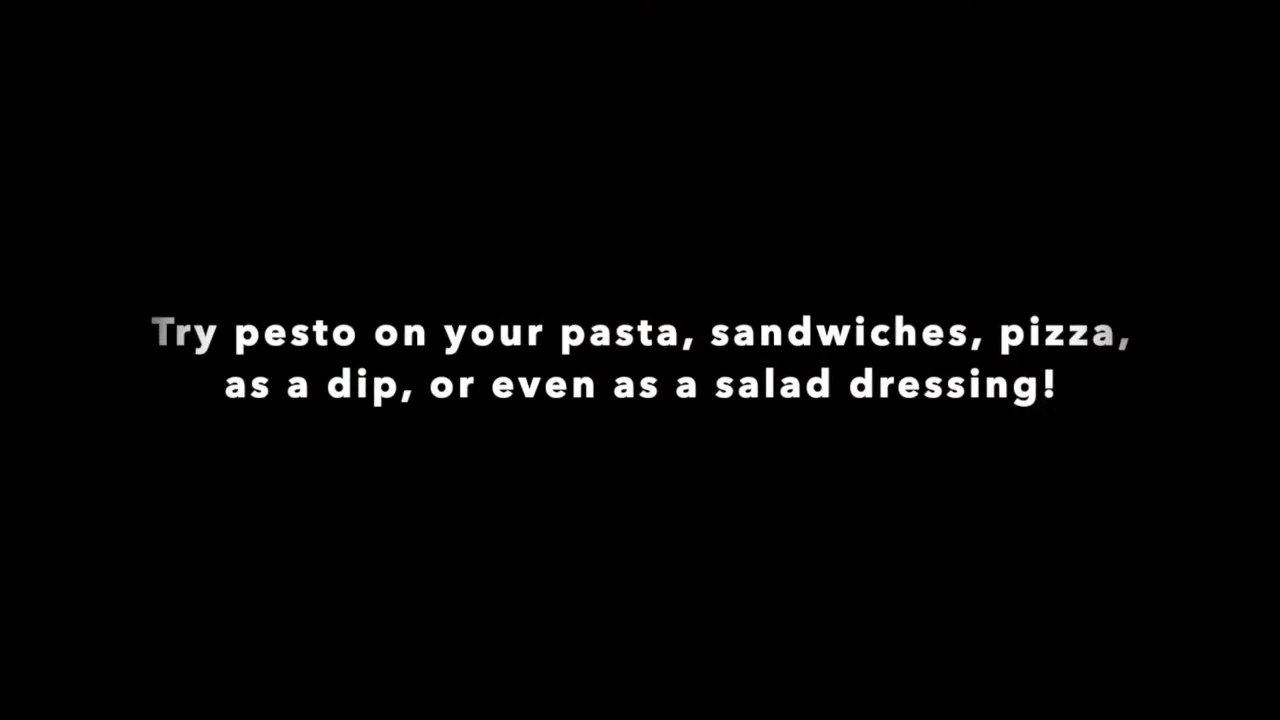 Try pesto on your pasta, sandwiches, pizza,
as a dip, or even as a salad dressing!